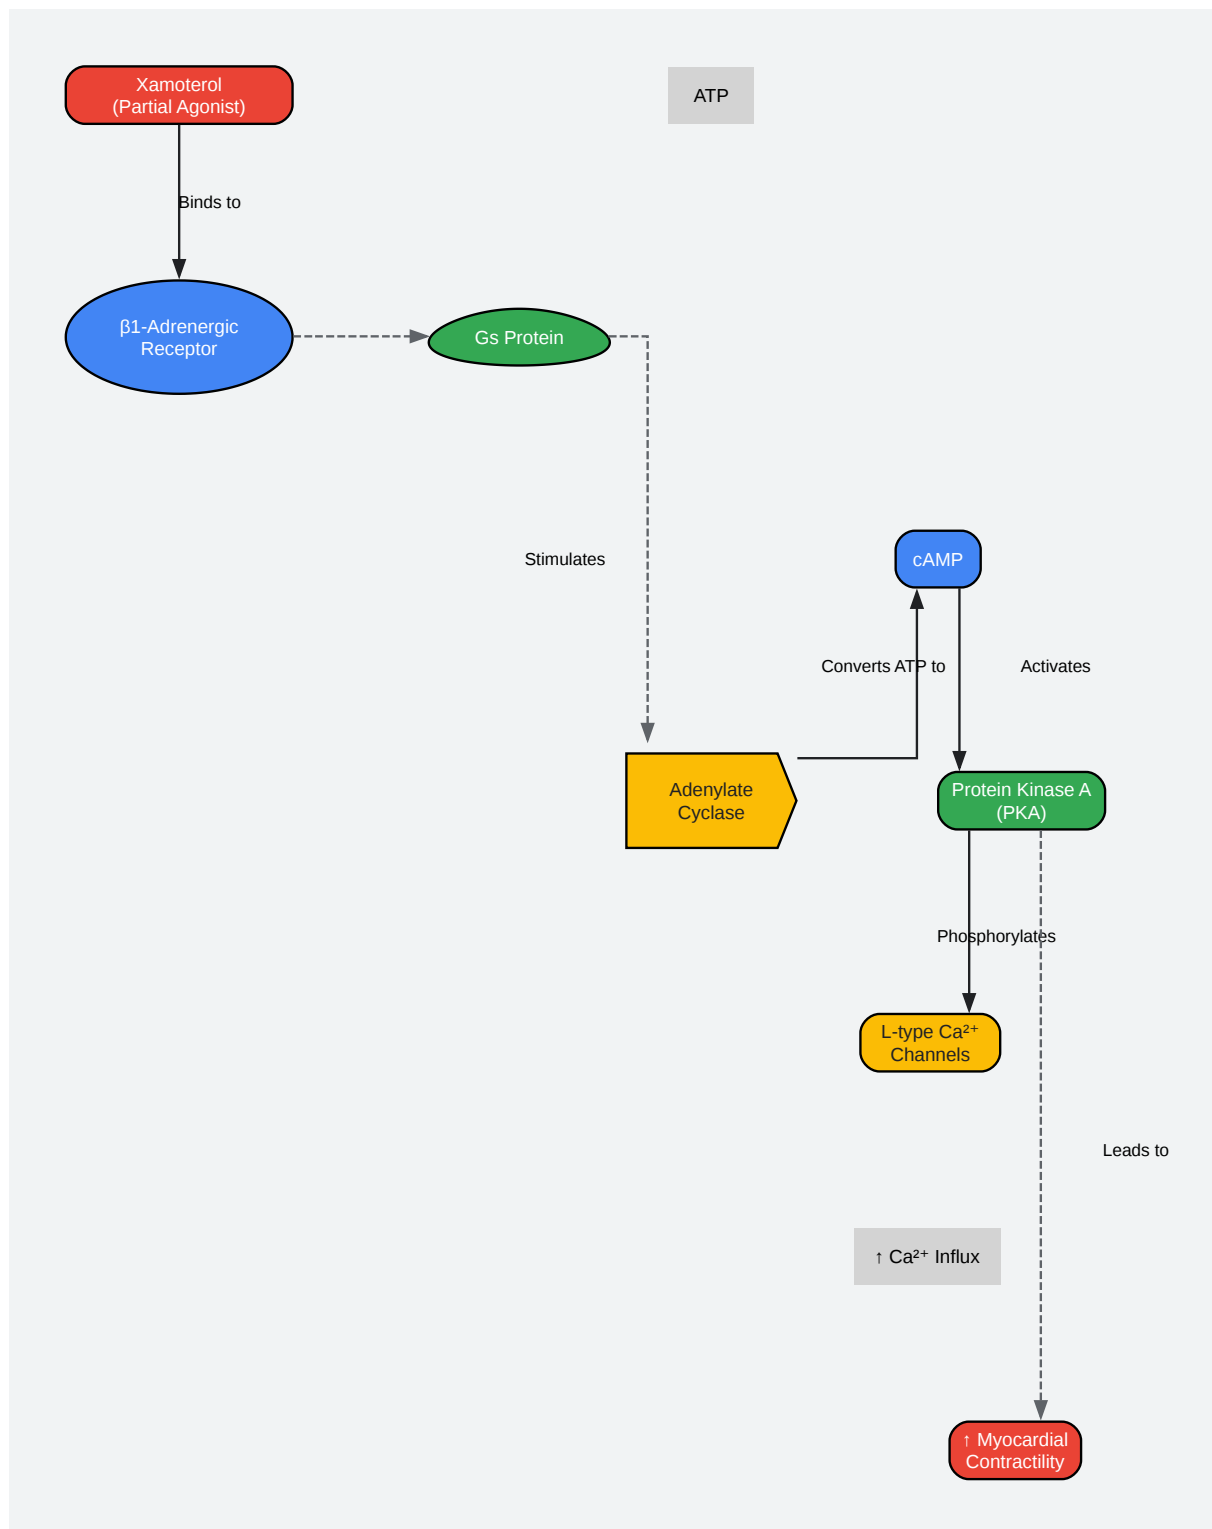 Xamoterol
(Partial Agonist)
ATP
Binds to
β1-Adrenergic
Receptor
Gs Protein
Stimulates
cAMP
Converts ATP to
Activates
Adenylate
Cyclase
Protein Kinase A
(PKA)
Phosphorylates
L-type Ca²⁺
Channels
Leads to
↑ Ca²⁺ Influx
↑ Myocardial
Contractility